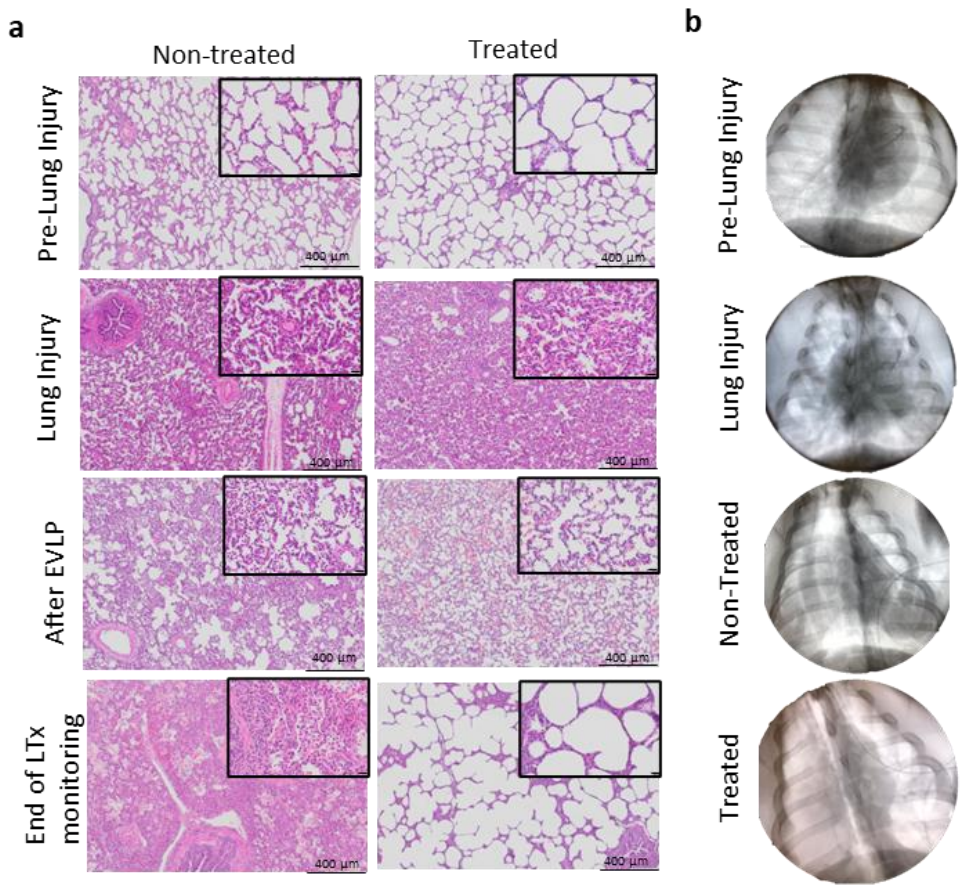 a
b
Non-treated
Treated
Pre-Lung Injury
400 µm
400 µm
Pre-Lung Injury
Lung Injury
400 µm
400 µm
Lung Injury
After EVLP
400 µm
400 µm
Non-Treated
End of LTx
monitoring
400 µm
400 µm
Treated